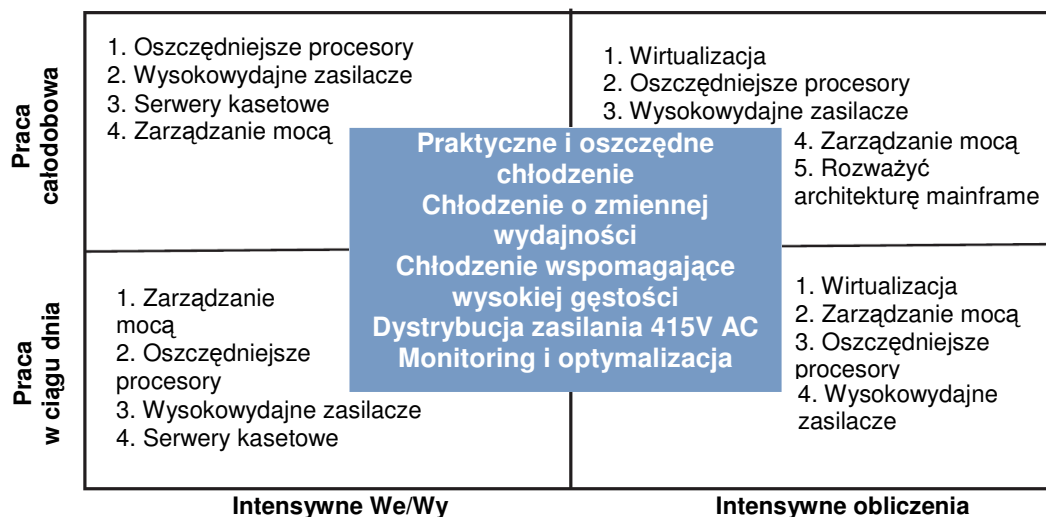 Praca
całodobowa
1. Oszczędniejsze procesory
2. Wysokowydajne zasilacze
3. Serwery kasetowe
4. Zarządzanie mocą
1. Wirtualizacja
2. Oszczędniejsze procesory
3. Wysokowydajne zasilacze
4. Zarządzanie mocą
5. Rozważyć
architekturę mainframe
Praktyczne i oszczędne
chłodzenie
Chłodzenie o zmiennej
wydajności
Chłodzenie wspomagające
wysokiej gęstości
Dystrybucja zasilania 415V AC
Monitoring i optymalizacja
Praca
w ciągu dnia
1. Zarządzanie
mocą
2. Oszczędniejsze
procesory
3. Wysokowydajne zasilacze
4. Serwery kasetowe
1. Wirtualizacja
2. Zarządzanie mocą
3. Oszczędniejsze
procesory
4. Wysokowydajne
zasilacze
Intensywne We/Wy
Intensywne obliczenia